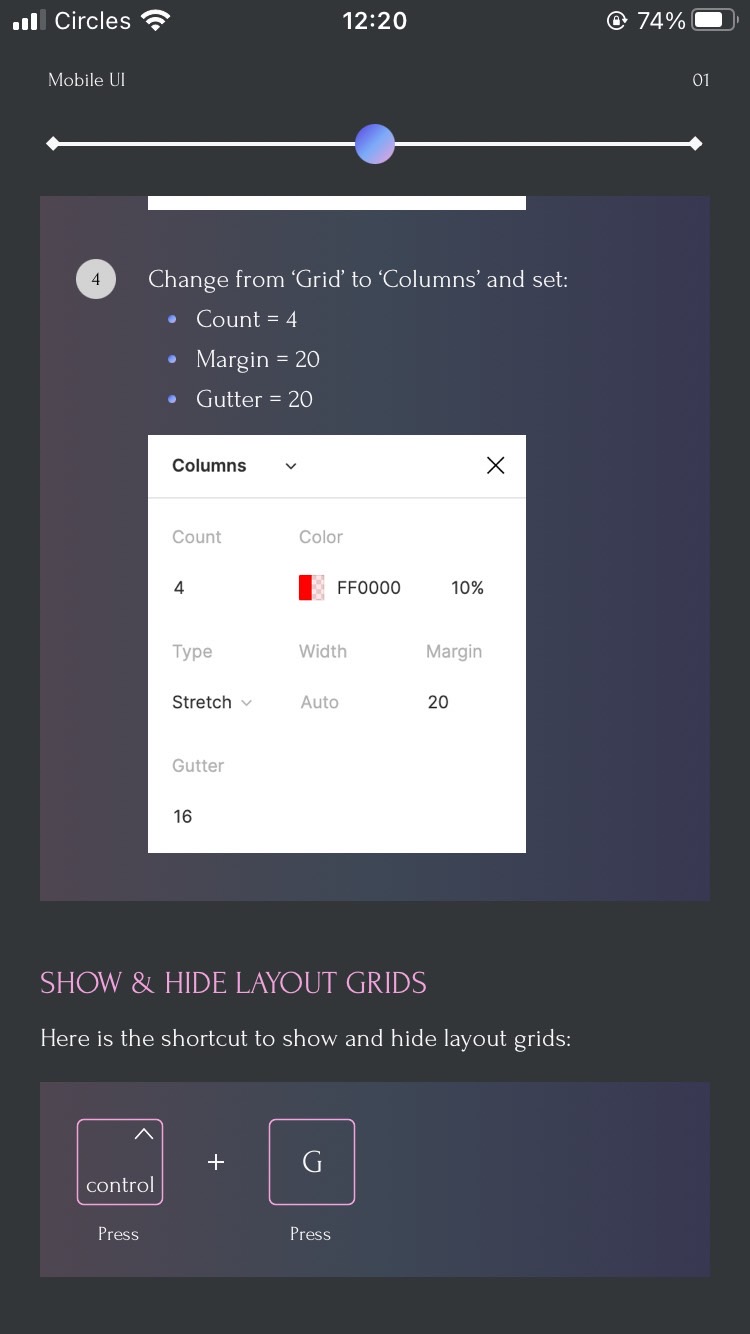 Circles 12:20 74%
Mobile UI 01
4 Change from ‘Grid’ to ‘Columns’ and set:
Count = 4
Margin = 20
Gutter = 20
Columns
Count Color
4 FF0000 10%
Type Width Margin
Stretch Auto 20
Gutter
16
SHOW & HIDE LAYOUT GRIDS
Here is the shortcut to show and hide layout grids:
control + G
Press Press